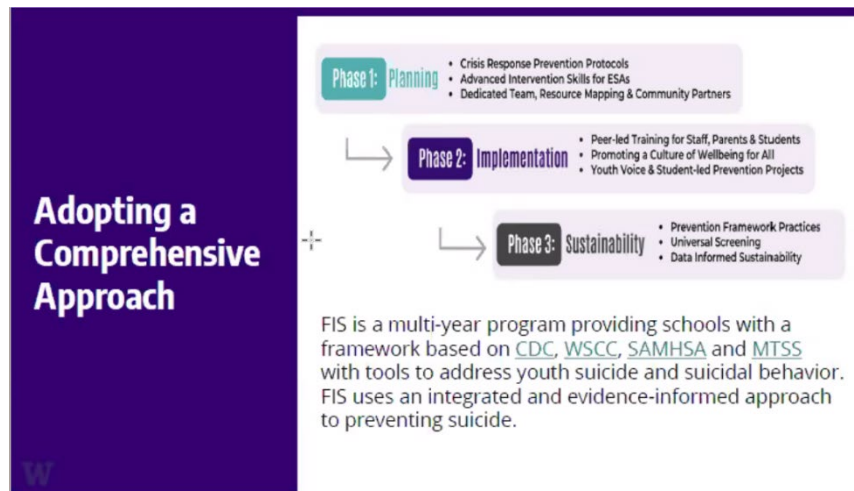 Adopting a
Comprehensive
Approach
Phase 1: Planning
• Crisis Response Prevention Protocols
• Advanced Intervention Skills for ESAs
• Dedicated Team, Resource Mapping & Community Partners
Phase 2: Implementation
• Peer-led Training for Staff, Parents & Students
• Promoting a Culture of Wellbeing for All
• Youth Voice & Student-led Prevention Projects
Phase 3: Sustainability
• Prevention Framework Practices
• Universal Screening
• Data Informed Sustainability
FIS is a multi-year program providing schools with a
framework based on CDC, WSCC, SAMHSA and MTSS
with tools to address youth suicide and suicidal behavior.
FIS uses an integrated and evidence-informed approach
to preventing suicide.
W